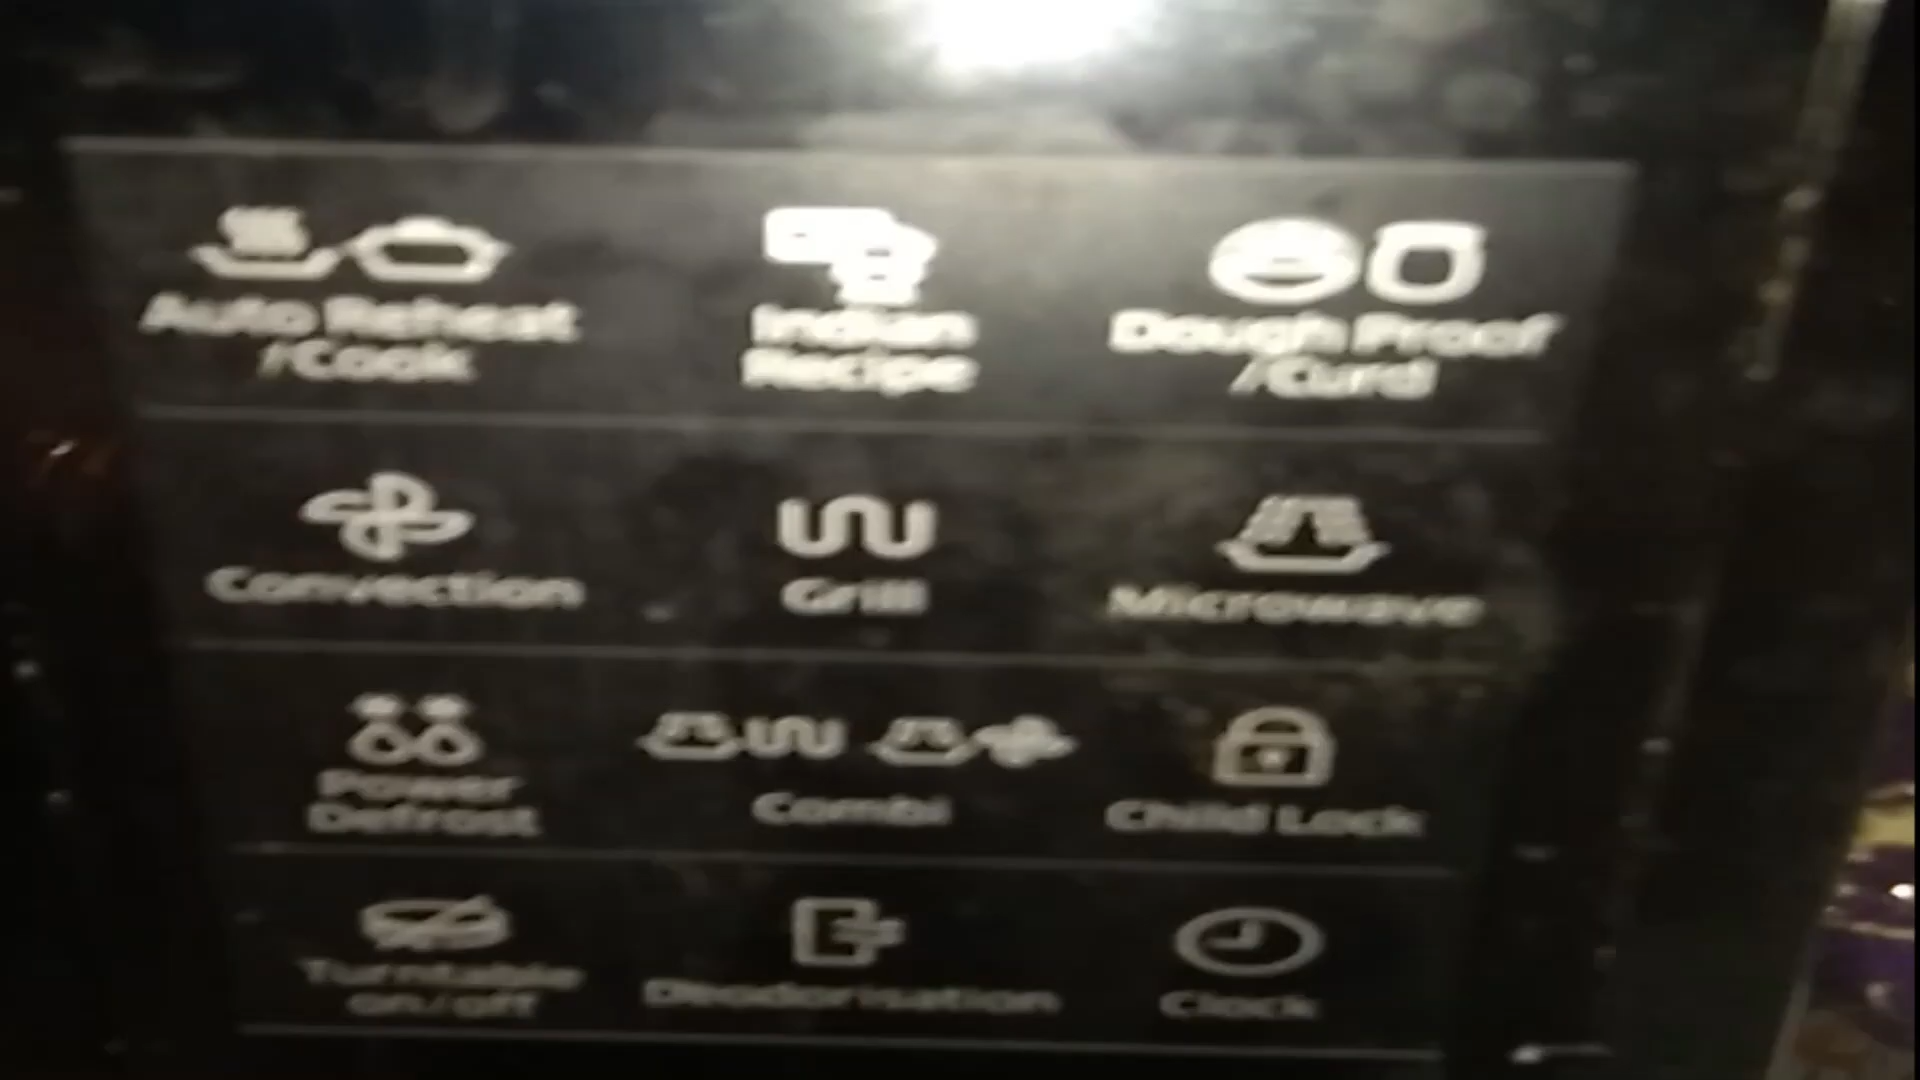 Auto Reheat
/Cook
Indian
Recipe
Dough Proof
/Curd
Convection
Grill
Microwave
Power
Defrost
Combi
Child Lock
Turntable
on/off
Deodorisation
Clock